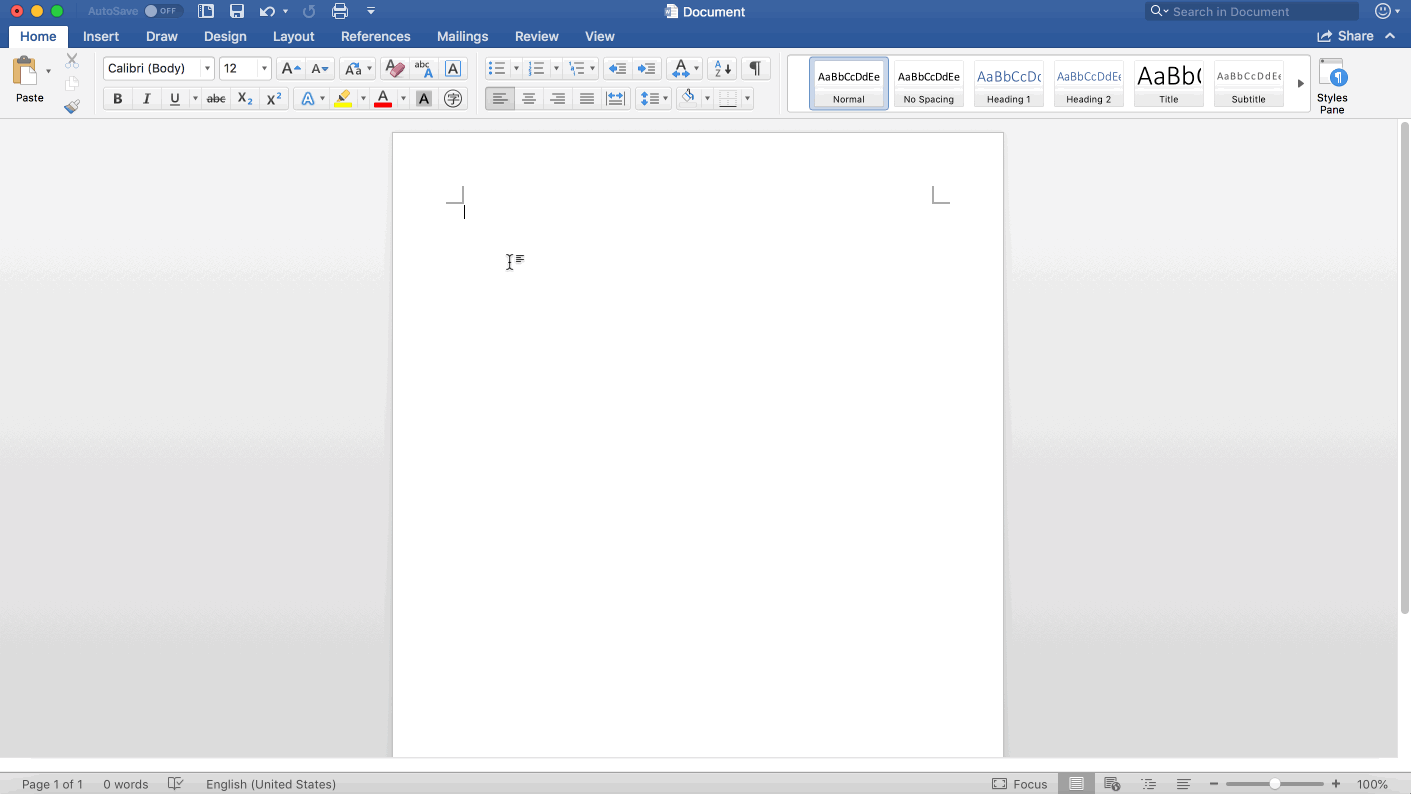 AutoSave OFF Document Search in Document
Home Insert Draw Design Layout References Mailings Review View Share
Calibri (Body) 12
Paste
AaBbCcDdEe AaBbCcDdEe AaBbCcDc AaBbCcDdEe AaBb( AaBbCcDdEe
Normal No Spacing Heading 1 Heading 2 Title Subtitle
Styles
Pane
Page 1 of 1 0 words English (United States) Focus 100%